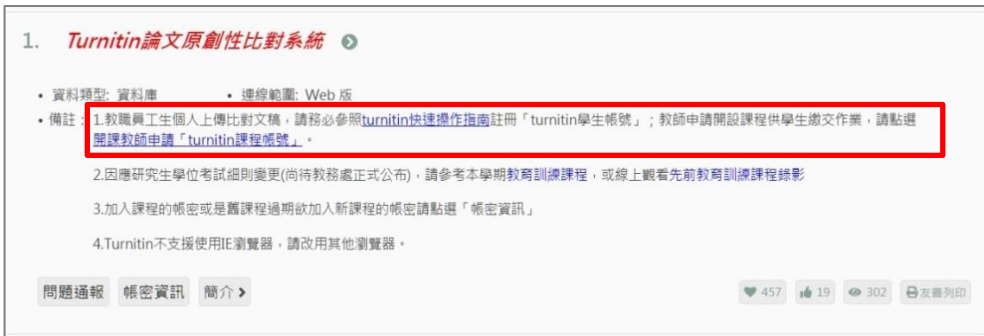 1. Turnitin論文原創性比對系統
• 資料類型: 資料庫 • 連線範圍: Web 版
• 備註: 1.教職員工生個人上傳比對文稿,請務必參照turnitin快速操作指南註冊「turnitin學生帳號」;教師申請開設課程供學生繳交作業,請點選
開課教師申請「turnitin課程帳號」。
2.因應研究生學位考試細則變更(尚待教務處正式公布),請參考本學期教育訓練課程,或線上觀看先前教育訓練課程錄影
3.加入課程的帳密或是舊課程過期欲加入新課程的帳密請點選「帳密資訊」
4.Turnitin不支援使用IE瀏覽器,請改用其他瀏覽器。
問題通報 帳密資訊 簡介 457 19 302 友善列印